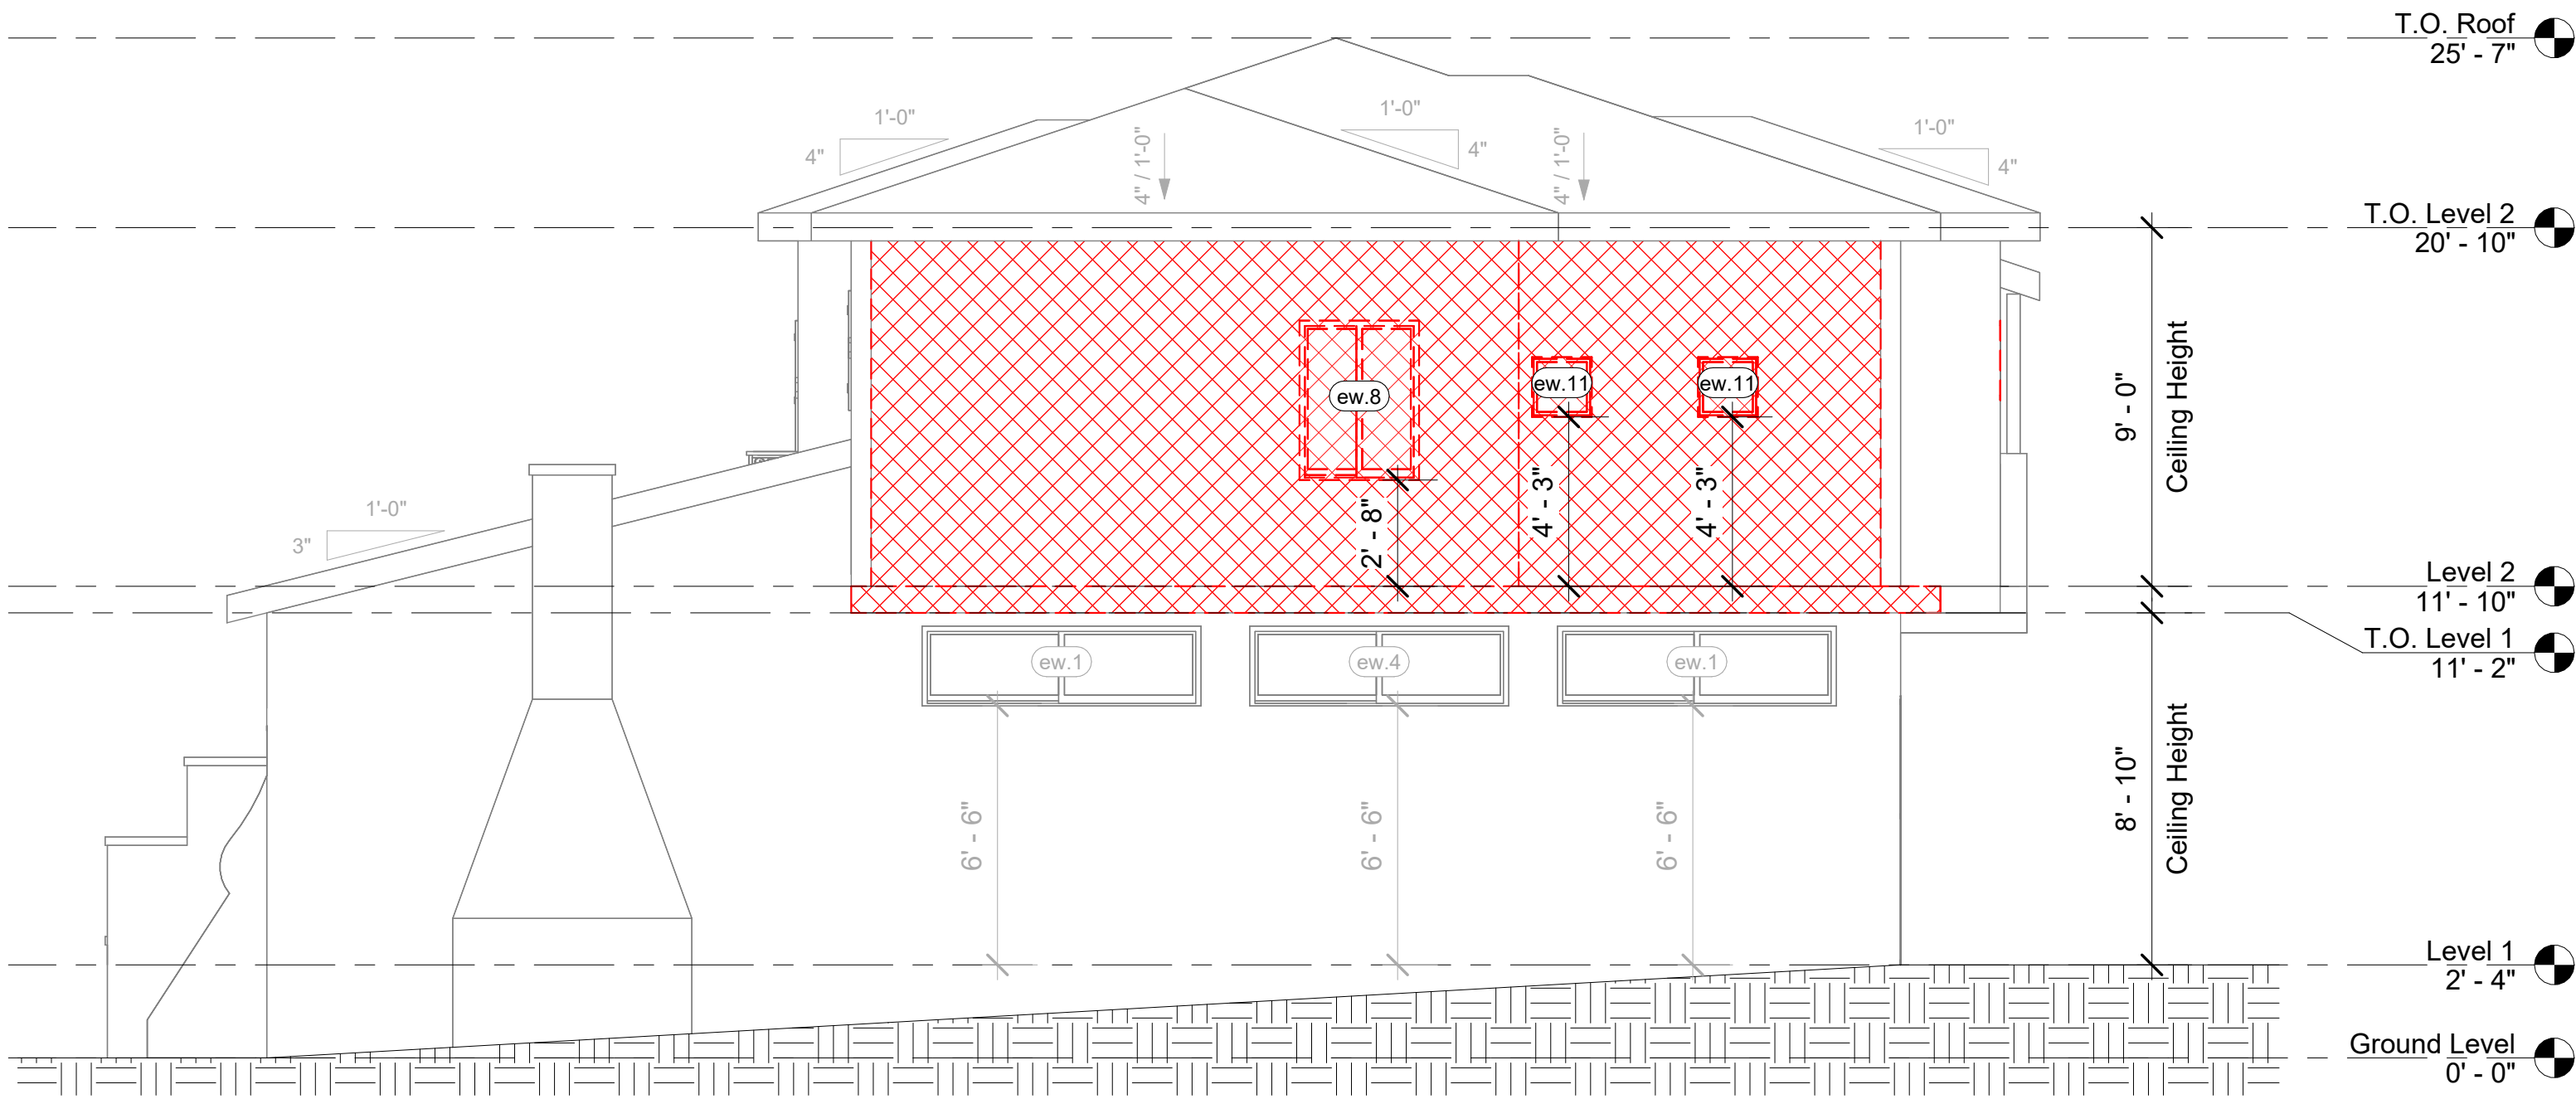 T.O. Roof
25' - 7"
1'-0"
4"
4" / 1'-0"
1'-0"
4"
4" / 1'-0"
1'-0"
4"
T.O. Level 2
20' - 10"
ew.8
ew.11
ew.11
9' - 0"
Ceiling Height
2' - 8"
4' - 3"
4' - 3"
1'-0"
3"
Level 2
11' - 10"
T.O. Level 1
11' - 2"
ew.1
ew.4
ew.1
6' - 6"
6' - 6"
6' - 6"
8' - 10"
Ceiling Height
Level 1
2' - 4"
Ground Level
0' - 0"